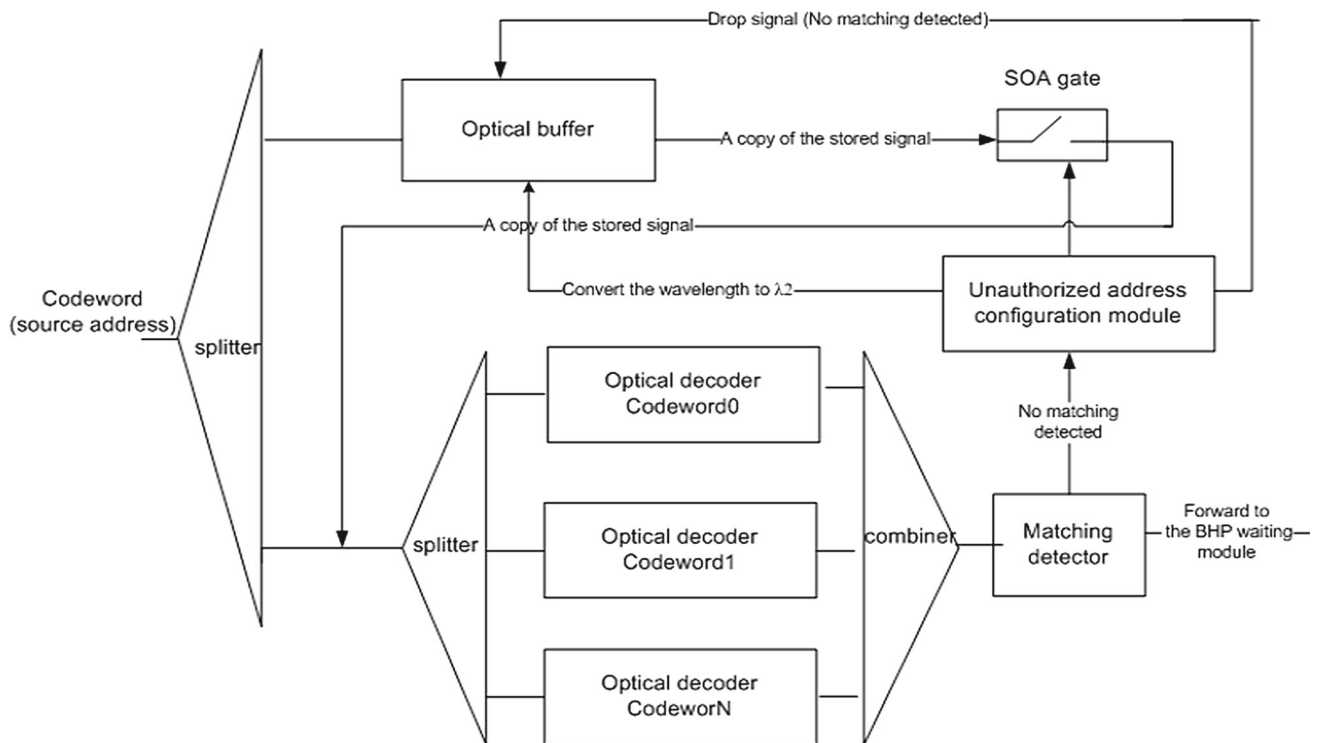 Drop signal (No matching detected)
SOA gate
Optical buffer
A copy of the stored signal
A copy of the stored signal
Convert the wavelength to λ2
Unauthorized address
configuration module
Codeword
(source address)
splitter
Optical decoder
Codeword0
No matching
detected
splitter
Optical decoder
Codeword1
combiner
Matching
detector
Forward to
the BHP waiting
module
Optical decoder
CodeworN